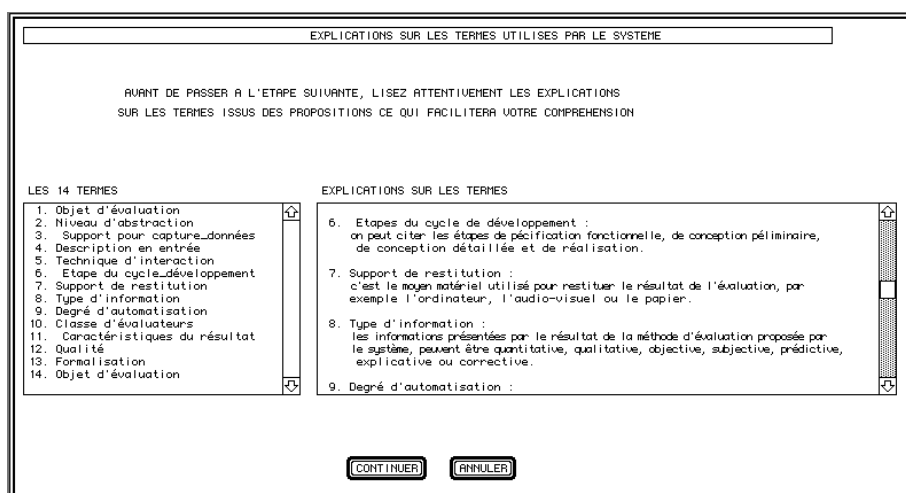 EXPLICATIONS SUR LES TERMES UTILISES PAR LE SYSTEME
AVANT DE PASSER A L'ETAPE SUIVANTE, LISEZ ATTENTIVEMENT LES EXPLICATIONS
SUR LES TERMES ISSUS DES PROPOSITIONS CE QUI FACILITERA VOTRE COMPREHENSION
LES 14 TERMES
1. Objet d'évaluation
2. Niveau d'abstraction
3. Support pour capture_données
4. Description en entrée
5. Technique d'interaction
6. Etape du cycle_développement
7. Support de restitution
8. Type d'information
9. Degré d'automatisation
10. Classe d'évaluateurs
11. Caractéristiques du résultat
12. Qualité
13. Formalisation
14. Objet d'évaluation
EXPLICATIONS SUR LES TERMES
6. Etapes du cycle de développement :
on peut citer les étapes de pécification fonctionnelle, de conception péliminaire,
de conception détaillée et de réalisation.
7. Support de restitution :
c'est le moyen matériel utilisé pour restituer le résultat de l'évaluation, par
exemple l'ordinateur, l'audio-visuel ou le papier.
8. Type d'information :
les informations présentées par le résultat de la méthode d'évaluation proposée par
le système, peuvent être quantitative, qualitative, objective, subjective, prédictive,
explicative ou corrective.
9. Degré d'automatisation :
CONTINUER
ANNULER